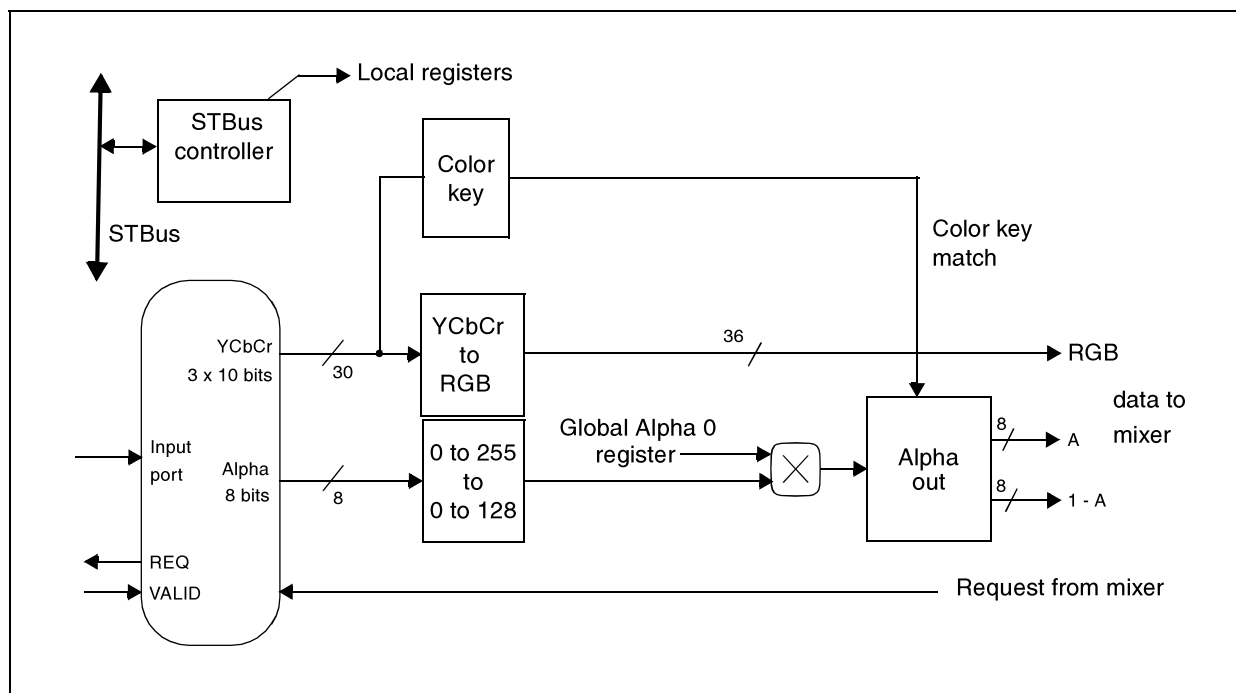 Local registers
STBus
controller
STBus
Color
key
Color key
match
YCbCr
3 x 10 bits
30
YCbCr
to
RGB
36
RGB
data to
mixer
Input
port
Alpha
8 bits
8
0 to 255
to
0 to 128
Global Alpha 0
register
Alpha
out
8
A
8
1 - A
REQ
VALID
Request from mixer